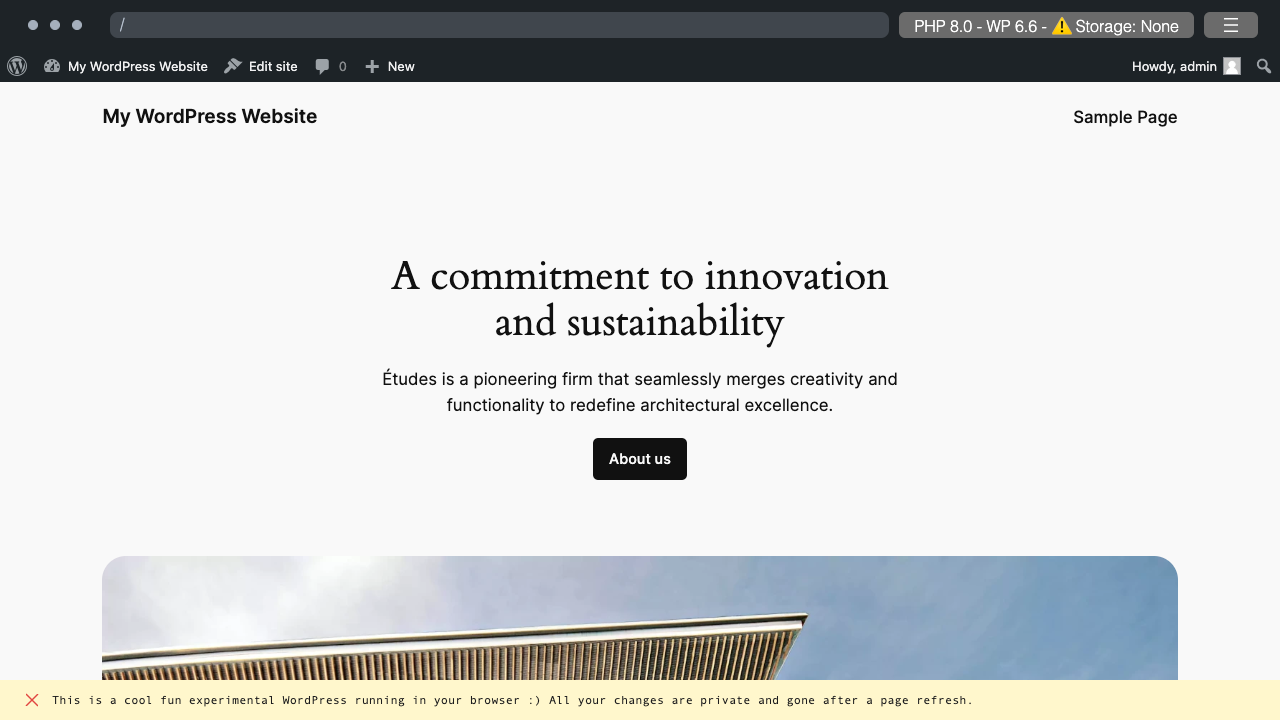 /
PHP 8.0 - WP 6.6 - ⚠️ Storage: None
My WordPress Website
Edit site
0
New
Howdy, admin
My WordPress Website
Sample Page
A commitment to innovation
and sustainability
Études is a pioneering firm that seamlessly merges creativity and
functionality to redefine architectural excellence.
About us
This is a cool fun experimental WordPress running in your browser :) All your changes are private and gone after a page refresh.